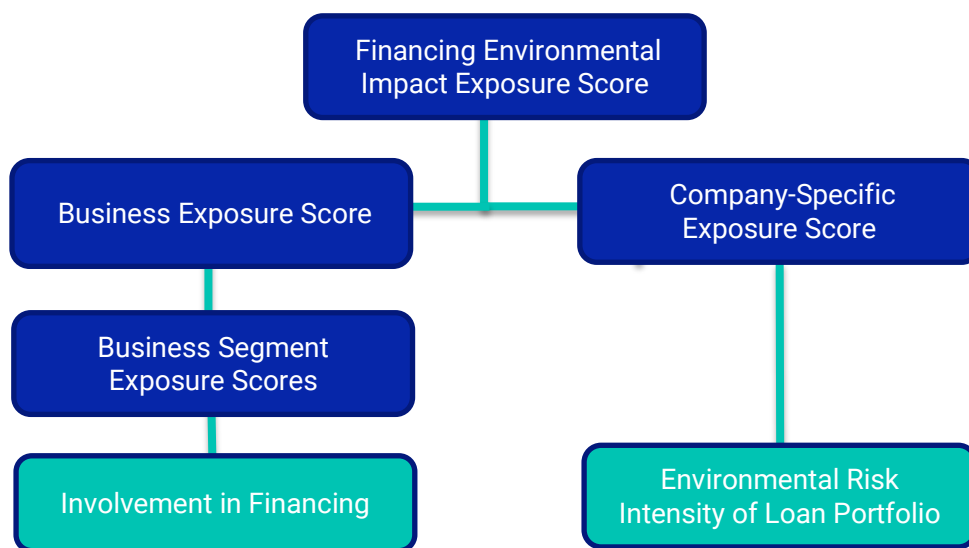 Financing Environmental
Impact Exposure Score
Business Exposure Score
Company-Specific
Exposure Score
Business Segment
Exposure Scores
Involvement in Financing
Environmental Risk
Intensity of Loan Portfolio